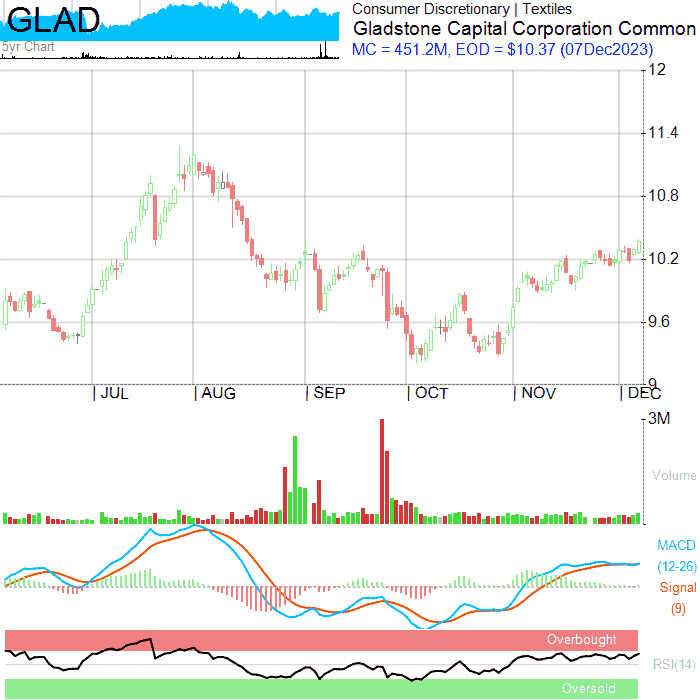 GLAD
5yr Chart
Consumer Discretionary | Textiles
Gladstone Capital Corporation Common
MC = 451.2M, EOD = $10.37 (07Dec2023)
12
11.4
10.8
10.2
9.6
9
JUL
AUG
SEP
OCT
NOV
DEC
3M
Volume
MACD
(12-26)
Signal
(9)
Overbought
RSI(14)
Oversold